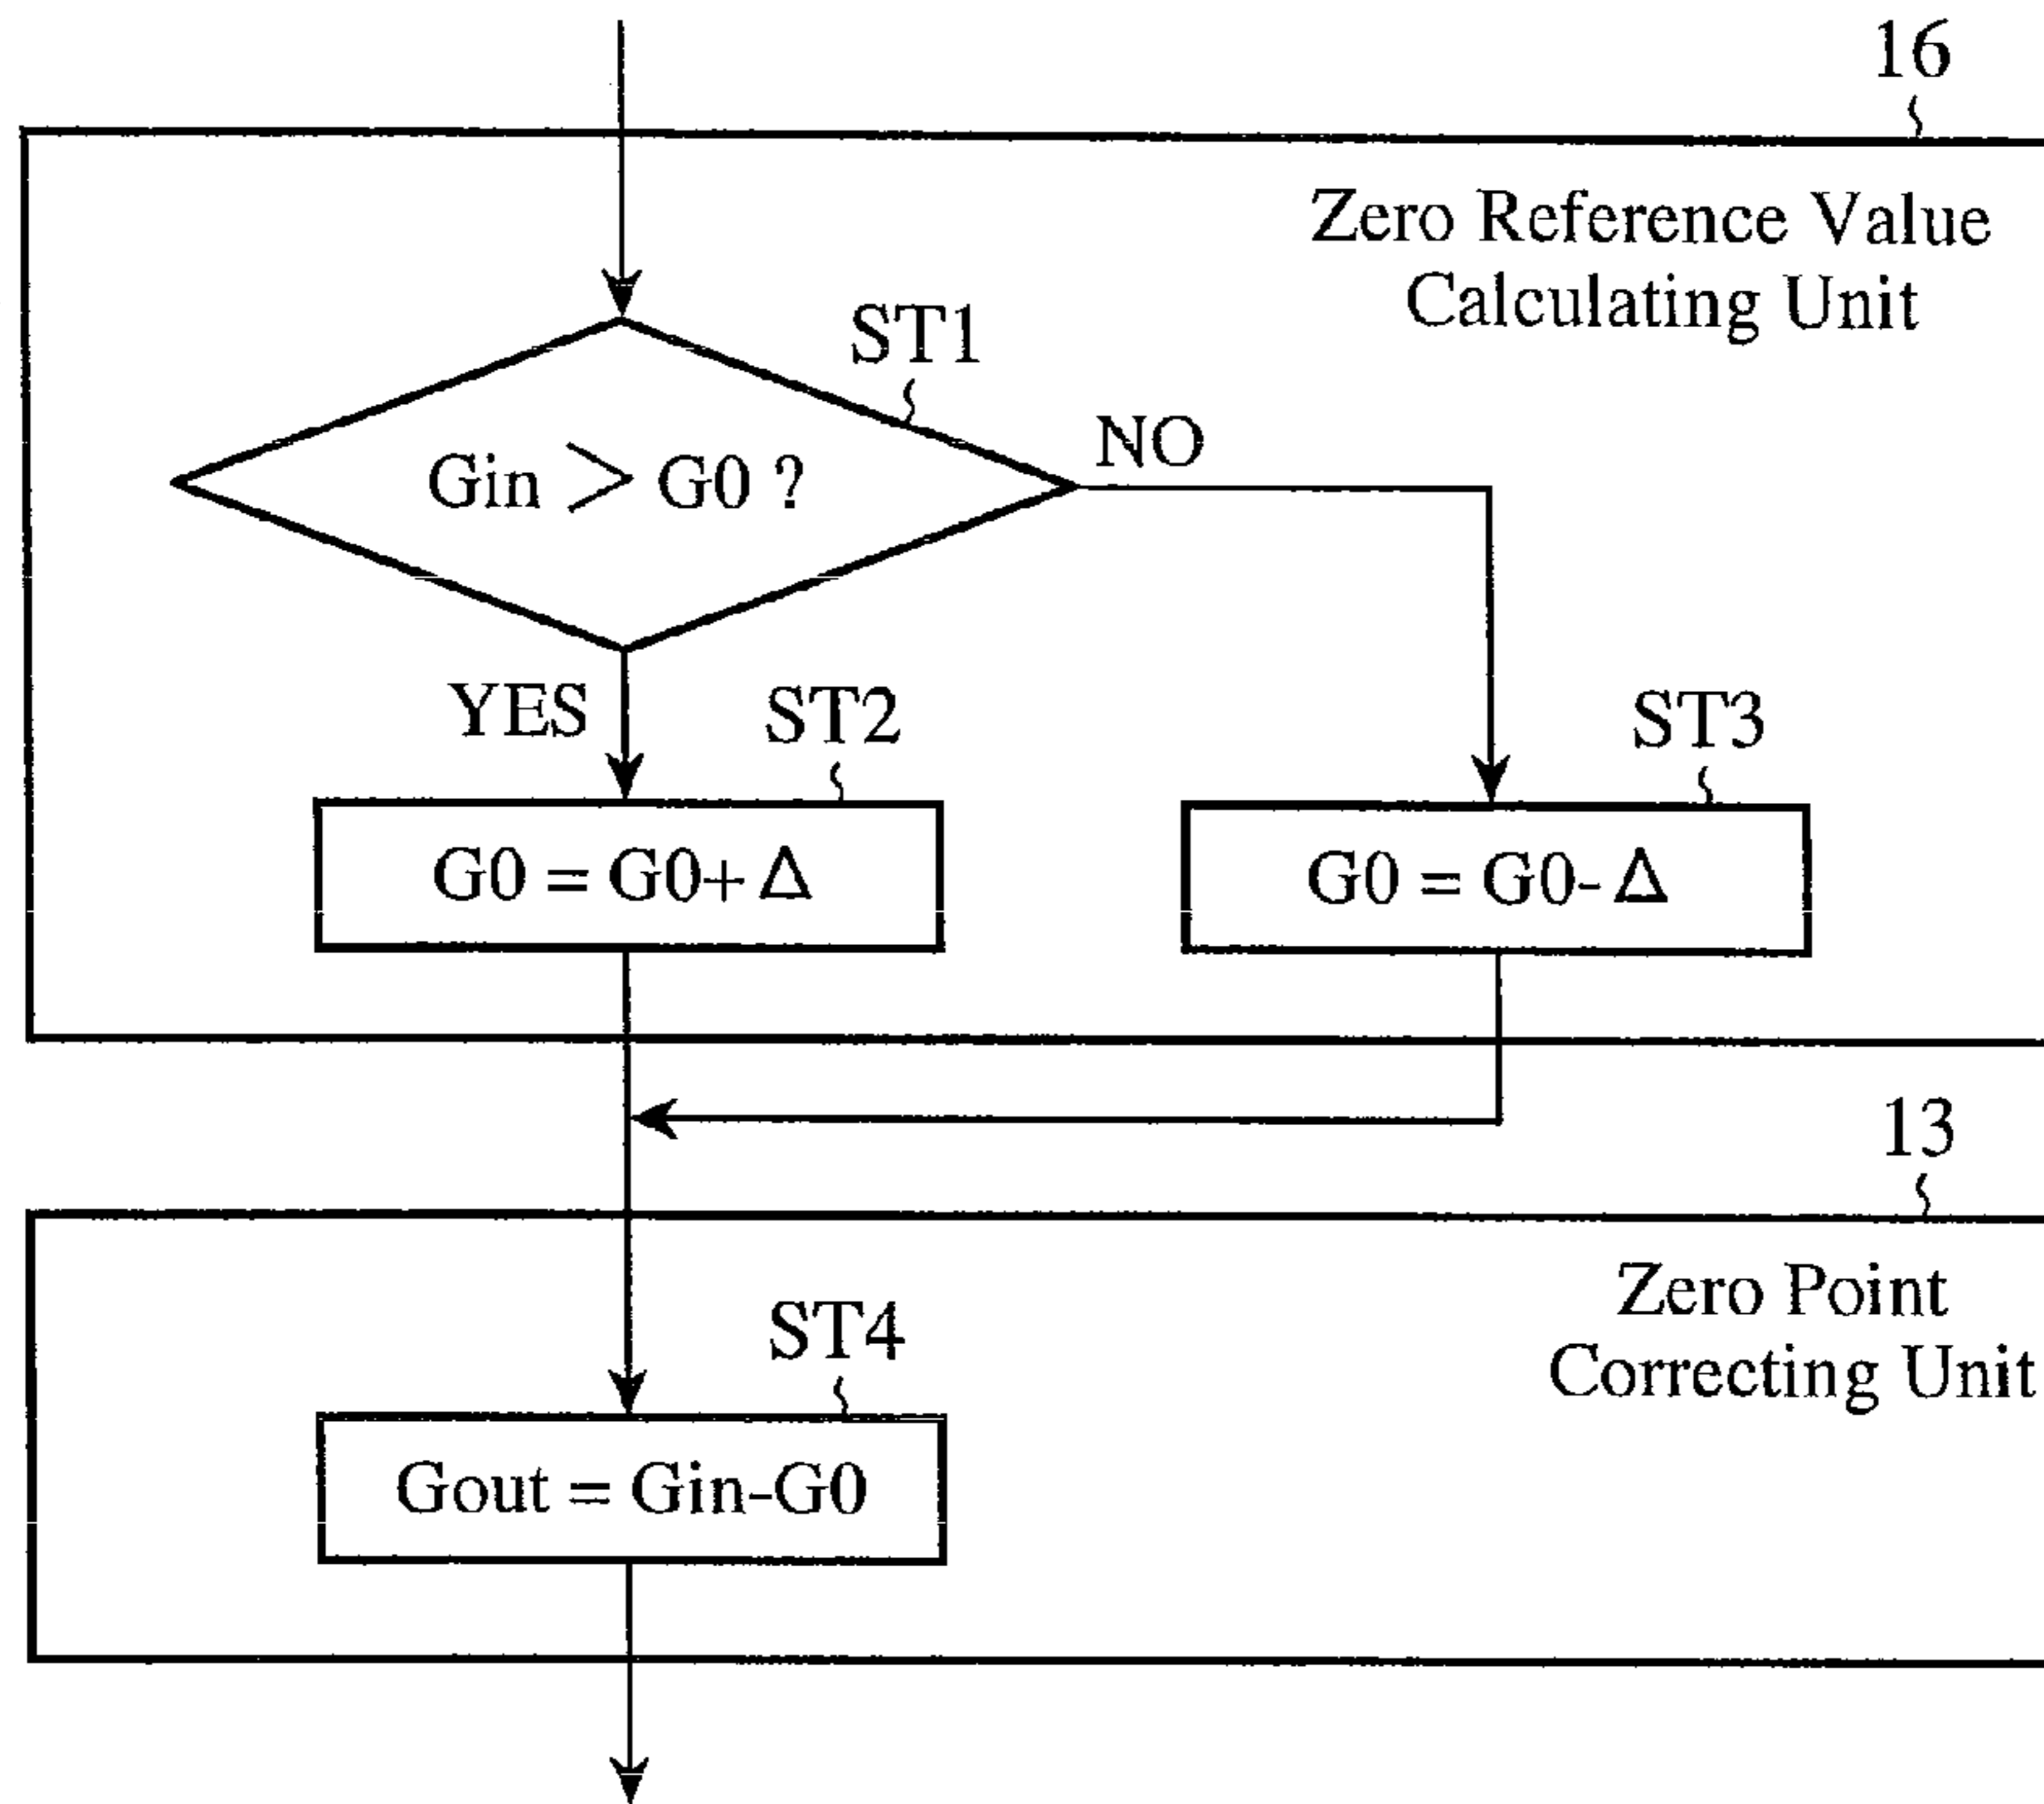 16
Zero Reference Value
Calculating Unit
ST1
Gin > G0 ?
NO
YES
ST2
ST3
G0 = G0+ Δ
G0 = G0- Δ
13
Zero Point
Correcting Unit
ST4
Gout = Gin-G0